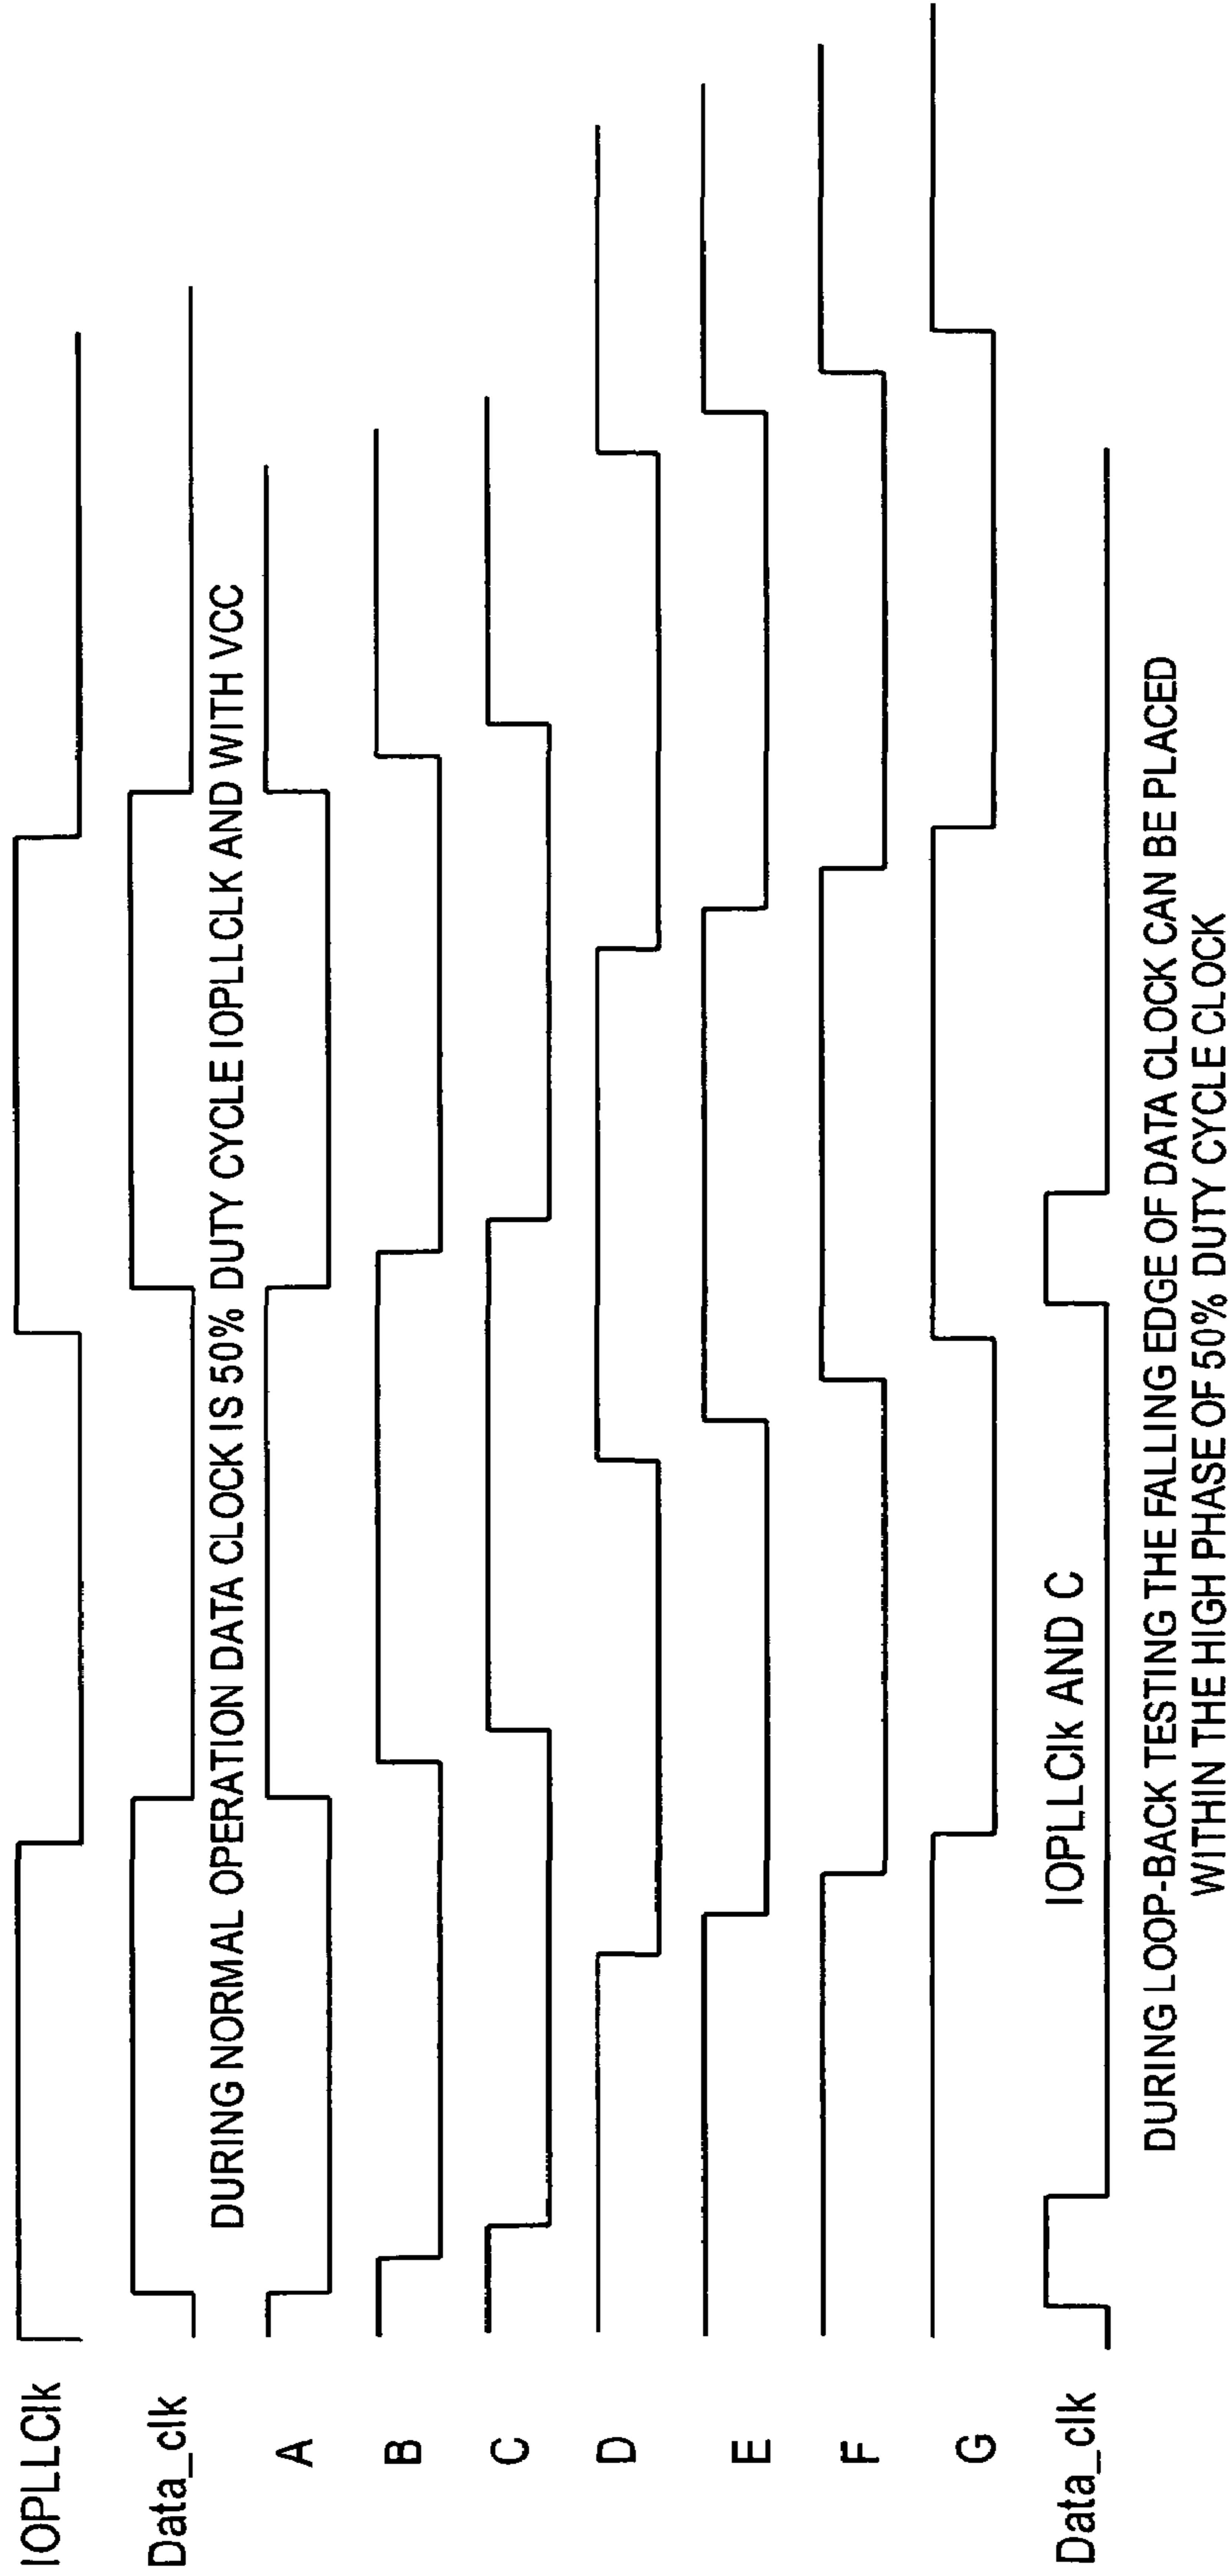 IOPLLClk
Data_clk
DURING NORMAL OPERATION DATA CLOCK IS 50% DUTY CYCLE IOPLLCLK AND WITH VCC
A
B
C
D
E
F
G
IOPLLClk AND C
Data_clk
DURING LOOP-BACK TESTING THE FALLING EDGE OF DATA CLOCK CAN BE PLACED
WITHIN THE HIGH PHASE OF 50% DUTY CYCLE CLOCK